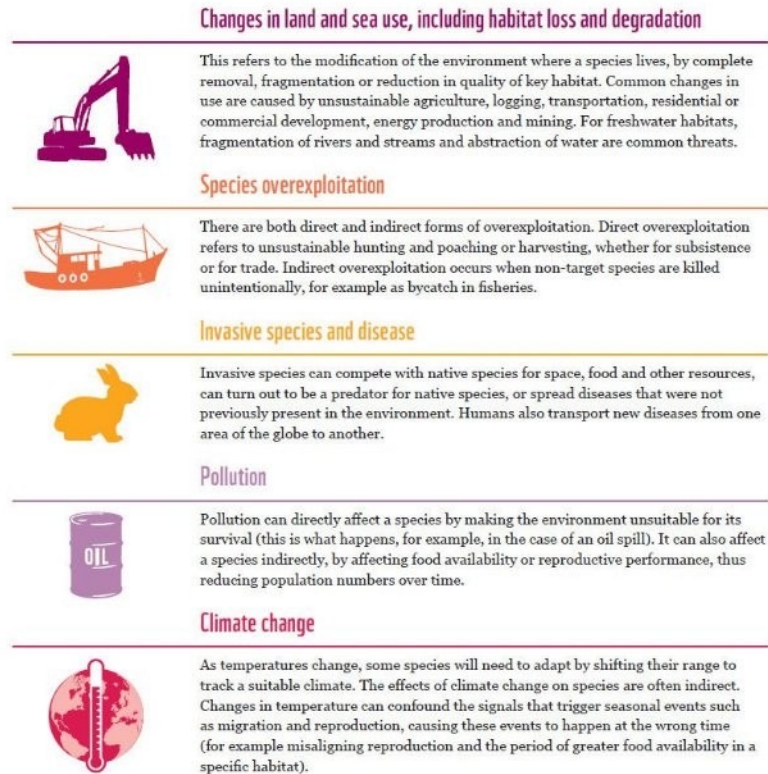 Changes in land and sea use, including habitat loss and degradation
This refers to the modification of the environment where a species lives, by complete
removal, fragmentation or reduction in quality of key habitat. Common changes in
use are caused by unsustainable agriculture, logging, transportation, residential or
commercial development, energy production and mining. For freshwater habitats,
fragmentation of rivers and streams and abstraction of water are common threats.
Species overexploitation
There are both direct and indirect forms of overexploitation. Direct overexploitation
refers to unsustainable hunting and poaching or harvesting, whether for subsistence
or for trade. Indirect overexploitation occurs when non-target species are killed
unintentionally, for example as bycatch in fisheries.
Invasive species and disease
Invasive species can compete with native species for space, food and other resources,
can turn out to be a predator for native species, or spread diseases that were not
previously present in the environment. Humans also transport new diseases from one
area of the globe to another.
Pollution
OIL
Pollution can directly affect a species by making the environment unsuitable for its
survival (this is what happens, for example, in the case of an oil spill). It can also affect
a species indirectly, by affecting food availability or reproductive performance, thus
reducing population numbers over time.
Climate change
As temperatures change, some species will need to adapt by shifting their range to
track a suitable climate. The effects of climate change on species are often indirect.
Changes in temperature can confound the signals that trigger seasonal events such
as migration and reproduction, causing these events to happen at the wrong time
(for example misaligning reproduction and the period of greater food availability in a
specific habitat).